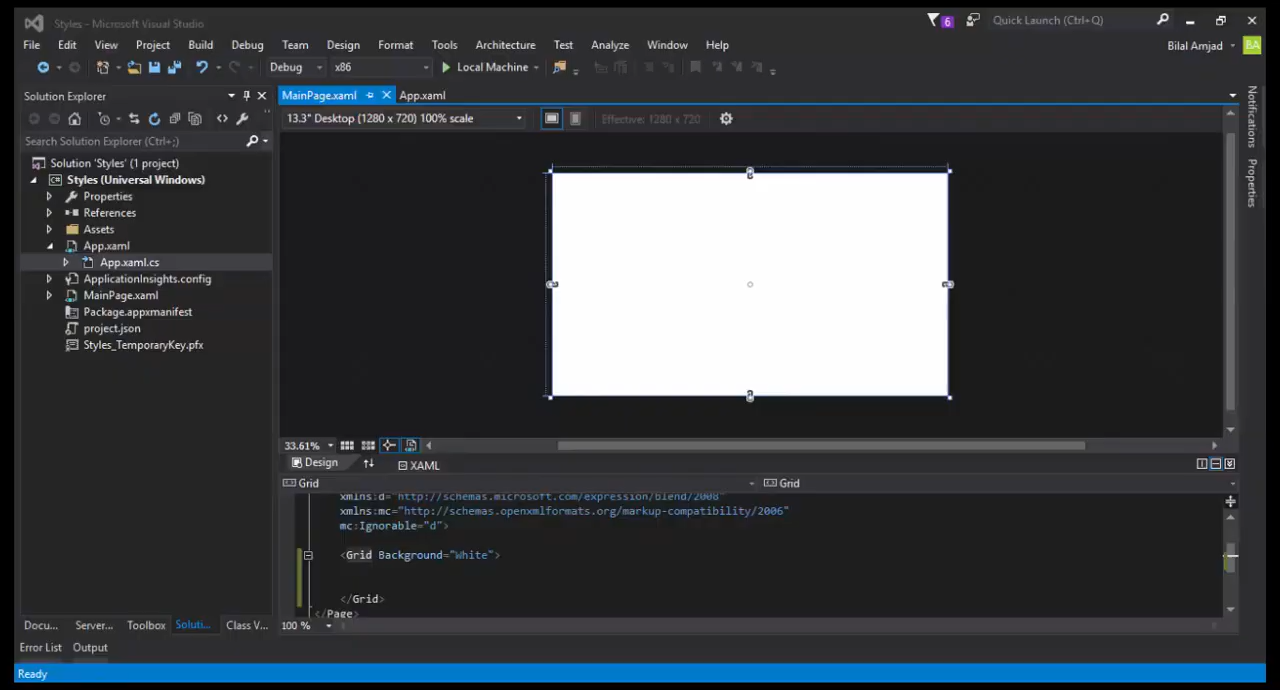 Styles - Microsoft Visual Studio
6
Quick Launch (Ctrl+Q)
File Edit View Project Build Debug Team Design Format Tools Architecture Test Analyze Window Help
Bilal Amjad BA
Debug x86 Local Machine
Solution Explorer
MainPage.xaml App.xaml
13.3" Desktop (1280 x 720) 100% scale
Effective: 1280 x 720
Search Solution Explorer (Ctrl+;)
Solution 'Styles' (1 project)
Styles (Universal Windows)
Properties
References
Assets
App.xaml
App.xaml.cs
ApplicationInsights.config
MainPage.xaml
Package.appxmanifest
project.json
Styles_TemporaryKey.pfx
Notifications
Properties
33.61%
Design XAML
Grid Grid
xmlns:d="http://schemas.microsoft.com/expression/blend/2008"
xmlns:mc="http://schemas.openxmlformats.org/markup-compatibility/2006"
mc:Ignorable="d">
<Grid Background="White">
</Grid>
</Page>
100 %
Docu... Server... Toolbox Soluti... Class V...
Error List Output
Ready